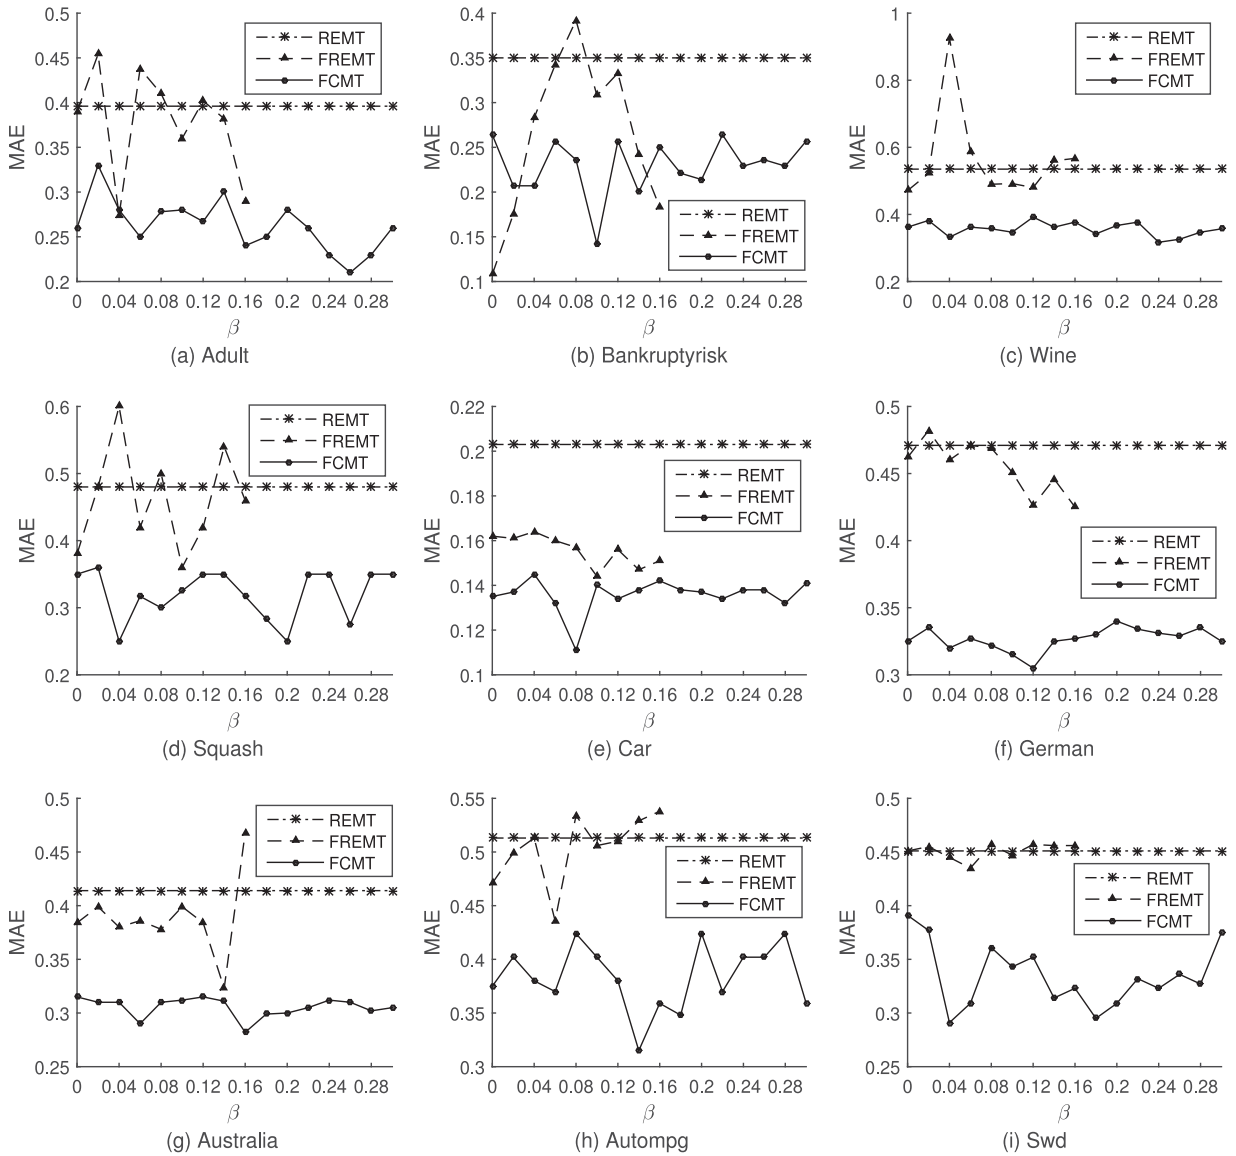 0.5
0.45
0.4
0.35
0.3
0.25
0.2
MAE
REMT
FREMT
FCMT
0 0.04 0.08 0.12 0.16 0.2 0.24 0.28
β
(a) Adult
0.4
0.35
0.3
0.25
0.2
0.15
0.1
MAE
REMT
FREMT
FCMT
0 0.04 0.08 0.12 0.16 0.2 0.24 0.28
β
(b) Bankruptyrisk
1
0.8
0.6
0.4
0.2
MAE
REMT
FREMT
FCMT
0 0.04 0.08 0.12 0.16 0.2 0.24 0.28
β
(c) Wine
0.6
0.5
0.4
0.3
0.2
MAE
REMT
FREMT
FCMT
0 0.04 0.08 0.12 0.16 0.2 0.24 0.28
β
(d) Squash
0.22
0.2
0.18
0.16
0.14
0.12
0.1
MAE
REMT
FREMT
FCMT
0 0.04 0.08 0.12 0.16 0.2 0.24 0.28
β
(e) Car
0.5
0.45
0.4
0.35
0.3
MAE
REMT
FREMT
FCMT
0 0.04 0.08 0.12 0.16 0.2 0.24 0.28
β
(f) German
0.5
0.45
0.4
0.35
0.3
0.25
MAE
REMT
FREMT
FCMT
0 0.04 0.08 0.12 0.16 0.2 0.24 0.28
β
(g) Australia
0.55
0.5
0.45
0.4
0.35
0.3
MAE
REMT
FREMT
FCMT
0 0.04 0.08 0.12 0.16 0.2 0.24 0.28
β
(h) Autompg
0.5
0.45
0.4
0.35
0.3
0.25
MAE
REMT
FREMT
FCMT
0 0.04 0.08 0.12 0.16 0.2 0.24 0.28
β
(i) Swd